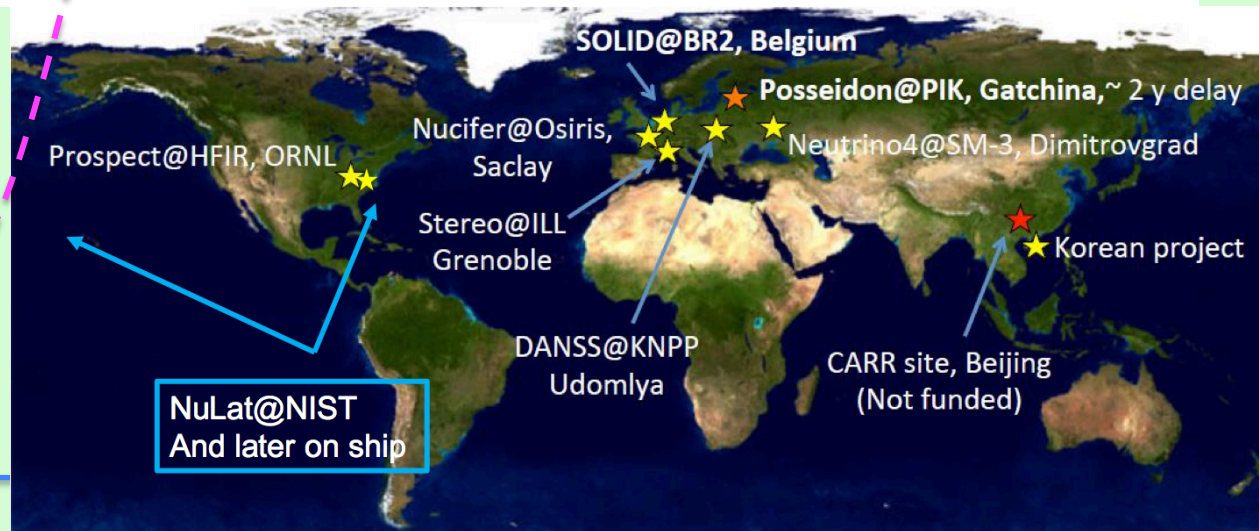 SOLID@BR2, Belgium
Posseidon@PIK, Gatchina,~ 2 y delay
Nucifer@Osiris,
Saclay
Neutrino4@SM-3, Dimitrovgrad
Prospect@HFIR, ORNL
Stereo@ILL
Grenoble
Korean project
DANSS@KNPP
Udomlya
CARR site, Beijing
(Not funded)
NuLat@NIST
And later on ship